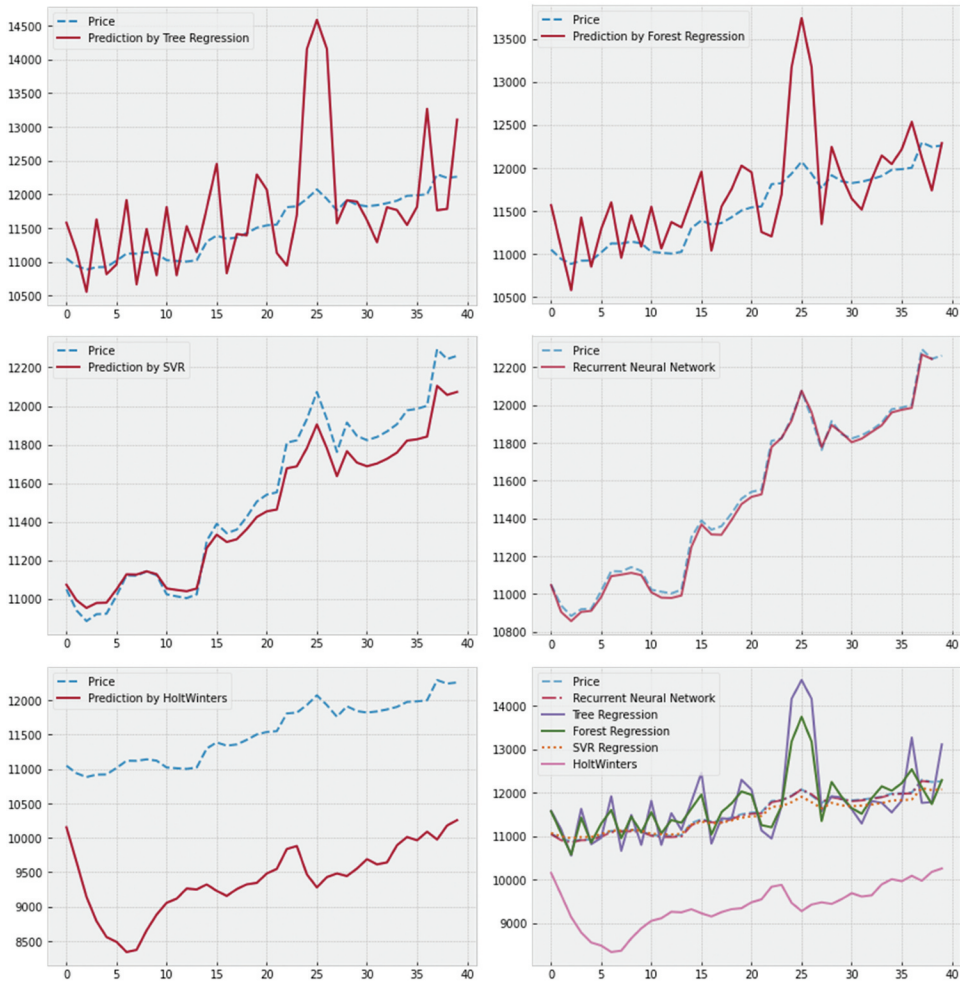 Price
Prediction by Tree Regression
14500
14000
13500
13000
12500
12000
11500
11000
10500
0 5 10 15 20 25 30 35 40
Price
Prediction by Forest Regression
13500
13000
12500
12000
11500
11000
10500
0 5 10 15 20 25 30 35 40
Price
Prediction by SVR
12200
12000
11800
11600
11400
11200
11000
0 5 10 15 20 25 30 35 40
Price
Recurrent Neural Network
12200
12000
11800
11600
11400
11200
11000
10800
0 5 10 15 20 25 30 35 40
Price
Prediction by HoltWinters
12000
11500
11000
10500
10000
9500
9000
8500
0 5 10 15 20 25 30 35 40
Price
Recurrent Neural Network
Tree Regression
Forest Regression
SVR Regression
HoltWinters
14000
13000
12000
11000
10000
9000
0 5 10 15 20 25 30 35 40